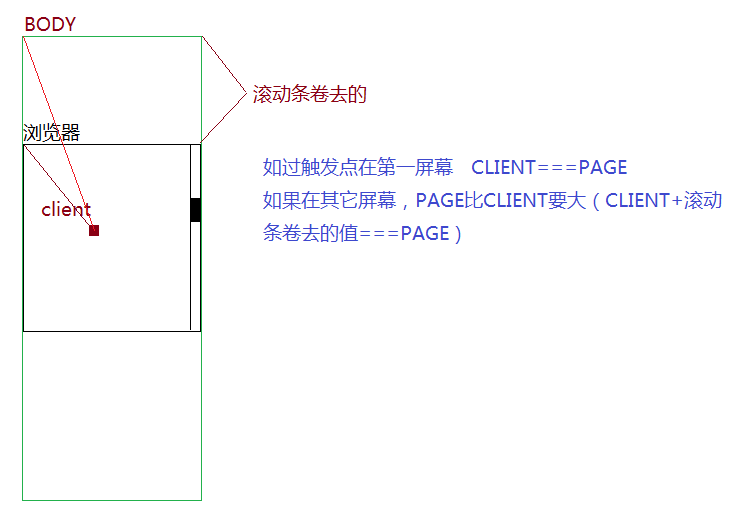 BODY
滚动条卷去的
浏览器
如过触发点在第一屏幕 CLIENT===PAGE
client
如果在其它屏幕，PAGE比CLIENT要大（CLIENT+滚动
条卷去的值===PAGE）